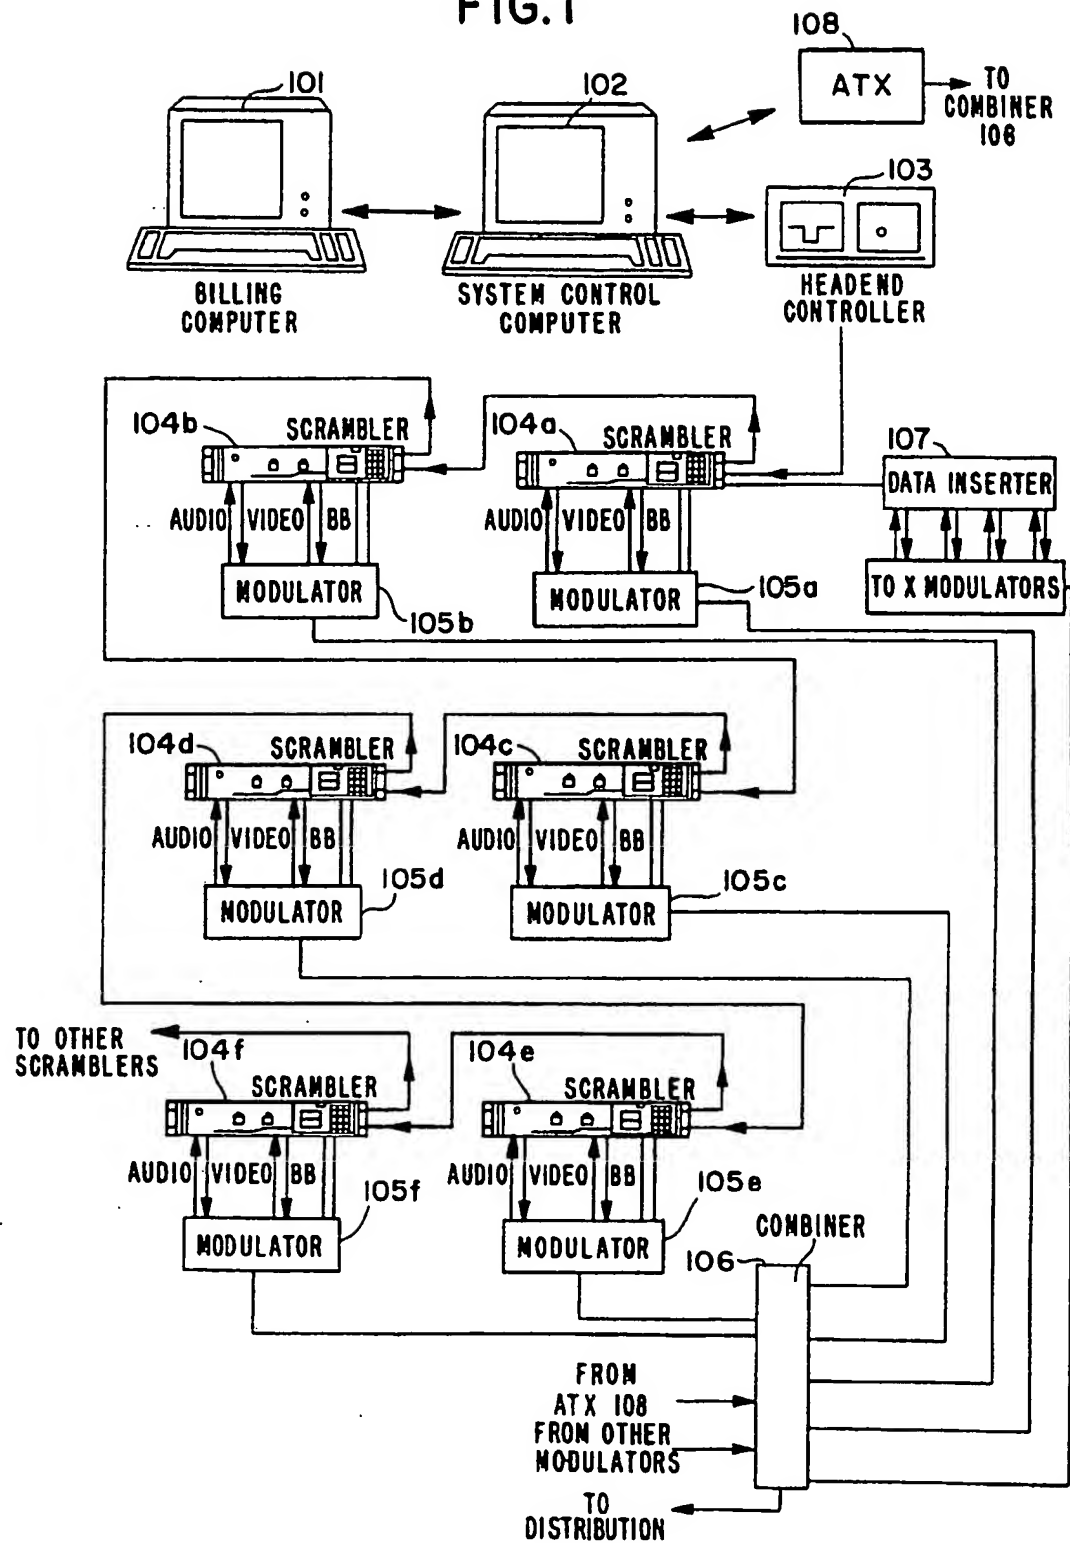 FIG. 1
108
ATX
TO
COMBINER
106
101
102
103
BILLING
COMPUTER
SYSTEM CONTROL
COMPUTER
HEADEND
CONTROLLER
104b
SCRAMBLER
104a
SCRAMBLER
107
DATA INSERTER
AUDIO
VIDEO
BB
AUDIO
VIDEO
BB
MODULATOR
105b
MODULATOR
105a
TO X MODULATORS
104d
SCRAMBLER
104c
SCRAMBLER
AUDIO
VIDEO
BB
AUDIO
VIDEO
BB
MODULATOR
105d
MODULATOR
105c
TO OTHER
SCRAMBLERS
104f
SCRAMBLER
104e
SCRAMBLER
AUDIO
VIDEO
BB
AUDIO
VIDEO
BB
MODULATOR
105f
MODULATOR
105e
COMBINER
106
FROM
ATX 108
FROM OTHER
MODULATORS
TO
DISTRIBUTION